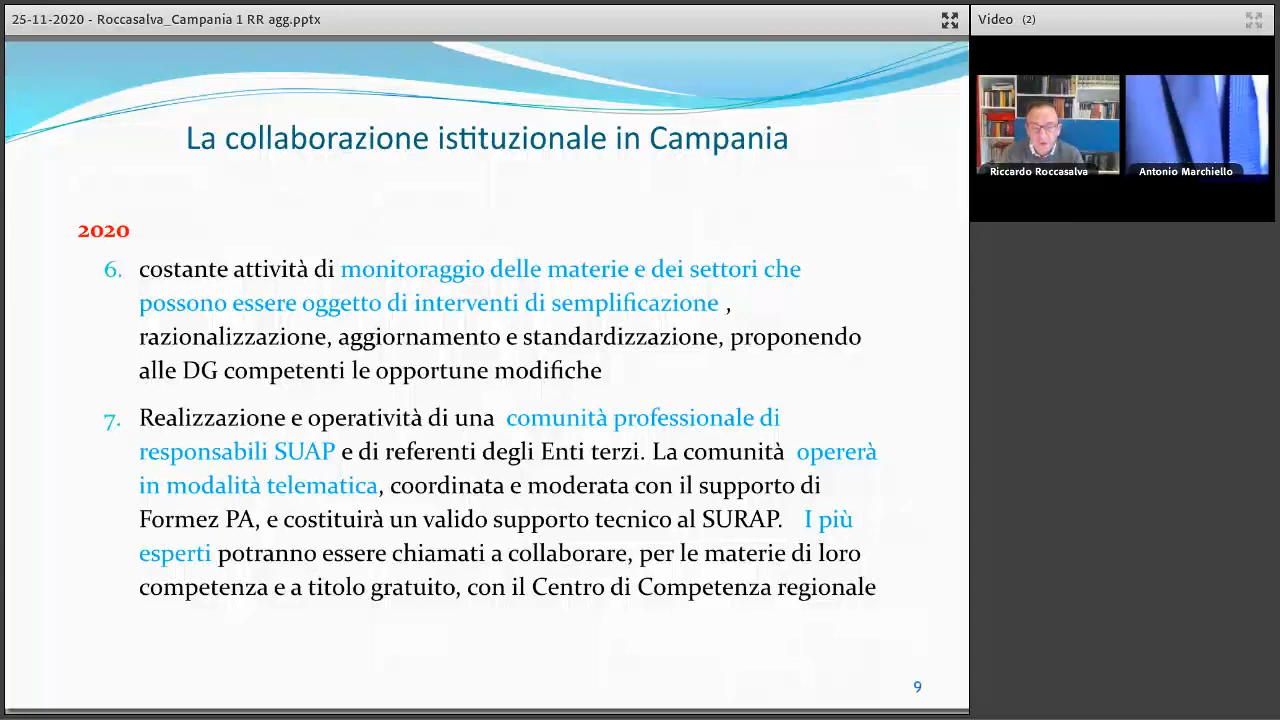 25-11-2020 - Roccasalva_Campania 1 RR agg.pptx
Video (2)
Riccardo Roccasalva
Antonio Marchiello
La collaborazione istituzionale in Campania
2020
6. costante attività di monitoraggio delle materie e dei settori che
possono essere oggetto di interventi di semplificazione ,
razionalizzazione, aggiornamento e standardizzazione, proponendo
alle DG competenti le opportune modifiche
7. Realizzazione e operatività di una comunità professionale di
responsabili SUAP e di referenti degli Enti terzi. La comunità opererà
in modalità telematica, coordinata e moderata con il supporto di
Formez PA, e costituirà un valido supporto tecnico al SURAP. I più
esperti potranno essere chiamati a collaborare, per le materie di loro
competenza e a titolo gratuito, con il Centro di Competenza regionale
9